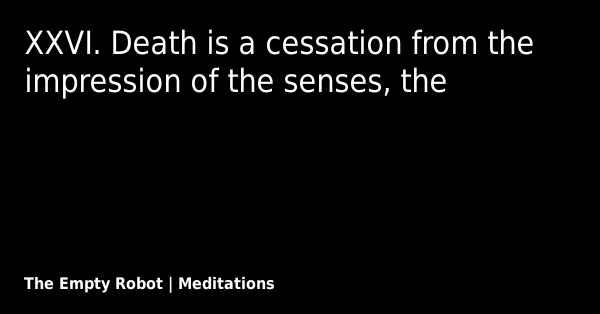 XXVI. Death is a cessation from the
impression of the senses, the
The Empty Robot | Meditations